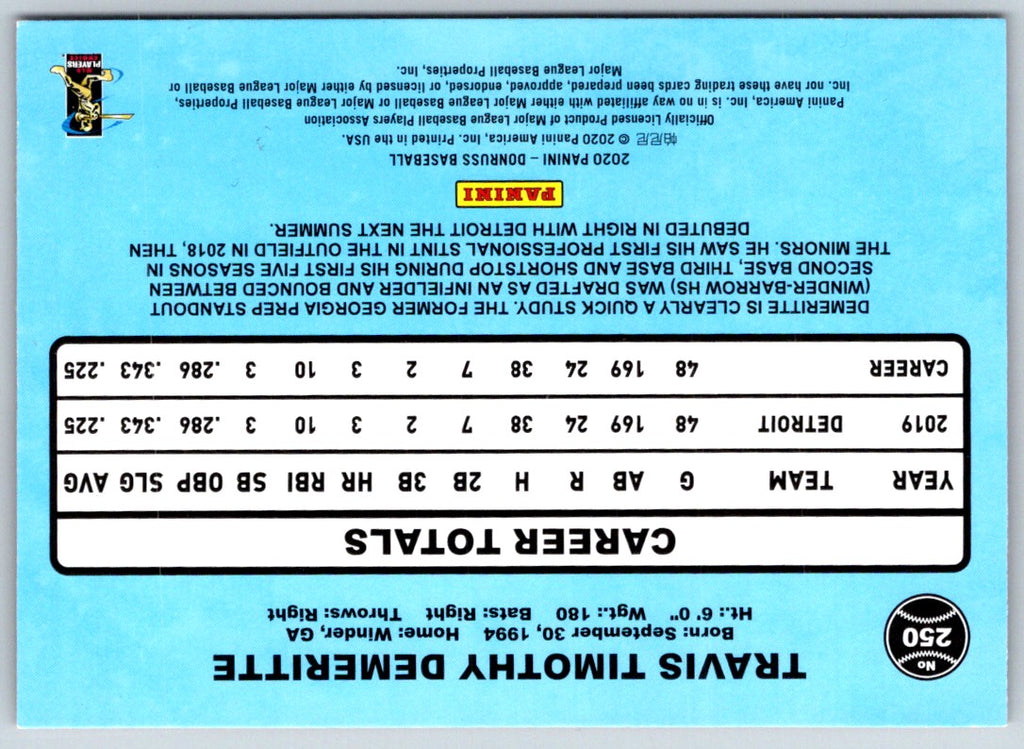 No
250
TRAVIS TIMOTHY DEMERITTE
Born: September 30, 1994 Home: Winder, GA
Ht.: 6' 0" Wgt.: 180 Bats: Right Throws: Right
CAREER TOTALS
YEAR TEAM G AB R H 2B 3B HR RBI SB OBP SLG AVG
2019 DETROIT 48 169 24 38 7 2 3 10 3 .286 .343 .225
CAREER 48 169 24 38 7 2 3 10 3 .286 .343 .225
DEMERITTE IS CLEARLY A QUICK STUDY. THE FORMER GEORGIA PREP STANDOUT
(WINDER-BARROW HS) WAS DRAFTED AS AN INFIELDER AND BOUNCED BETWEEN
SECOND BASE, THIRD BASE AND SHORTSTOP DURING HIS FIRST FIVE SEASONS IN
THE MINORS. HE SAW HIS FIRST PROFESSIONAL STINT IN THE OUTFIELD IN 2018, THEN
DEBUTED IN RIGHT WITH DETROIT THE NEXT SUMMER.
PANINI
2020 PANINI – DONRUSS BASEBALL
帕尼尼 © 2020 Panini America, Inc. Printed in the USA.
Officially Licensed Product of Major League Baseball Players Association
Panini America, Inc. is in no way affiliated with either Major League Baseball or Major League Baseball Properties,
Inc. nor have these trading cards been prepared, approved, endorsed, or licensed by either Major League Baseball or
Major League Baseball Properties, Inc.
MLB
PLAYERS
CHOICE